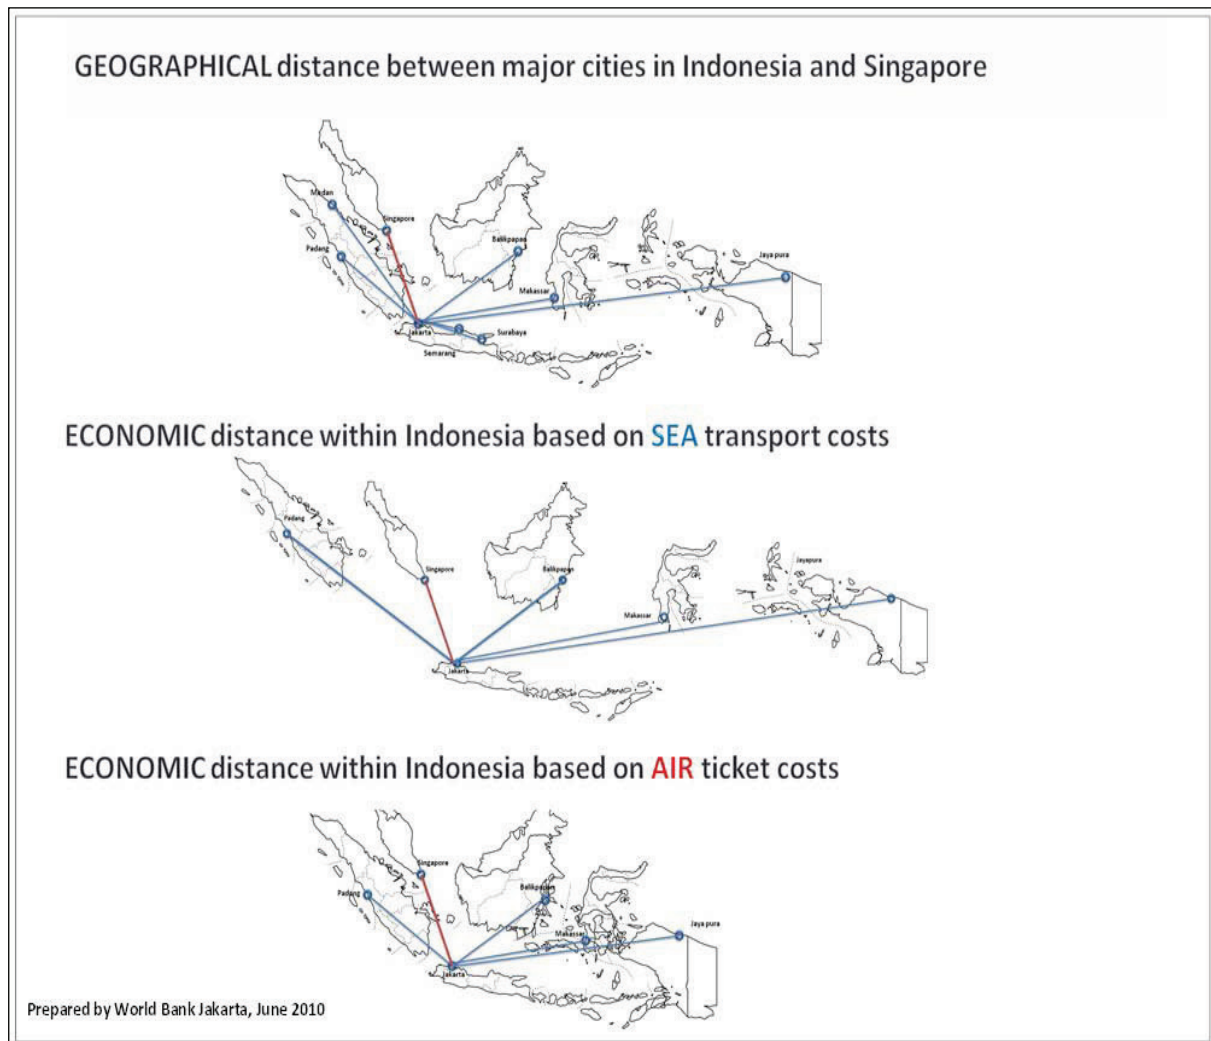 GEOGRAPHICAL distance between major cities in Indonesia and Singapore
Medan
Singapore
Padang
Balikpapan
Jaya pura
Makassar
Jakarta
Surabaya
Semarang
ECONOMIC distance within Indonesia based on SEA transport costs
Padang
Singapore
Balikpapan
Jayapura
Makassar
Jakarta
ECONOMIC distance within Indonesia based on AIR ticket costs
Singapore
Padang
Balikpapan
Jaya pura
Makassar
Jakarta
Prepared by World Bank Jakarta, June 2010